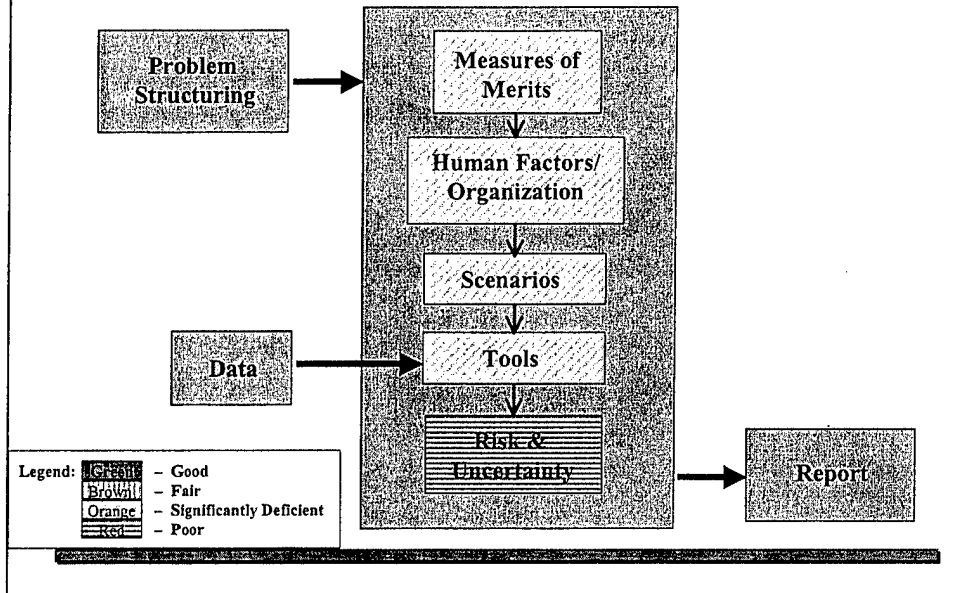 Problem
Structuring
Measures of
Merits
Human Factors/
Organization
Scenarios
Data
Tools
Risk &
Uncertainty
Report
Legend: Green – Good
Brown – Fair
Orange – Significantly Deficient
Red – Poor